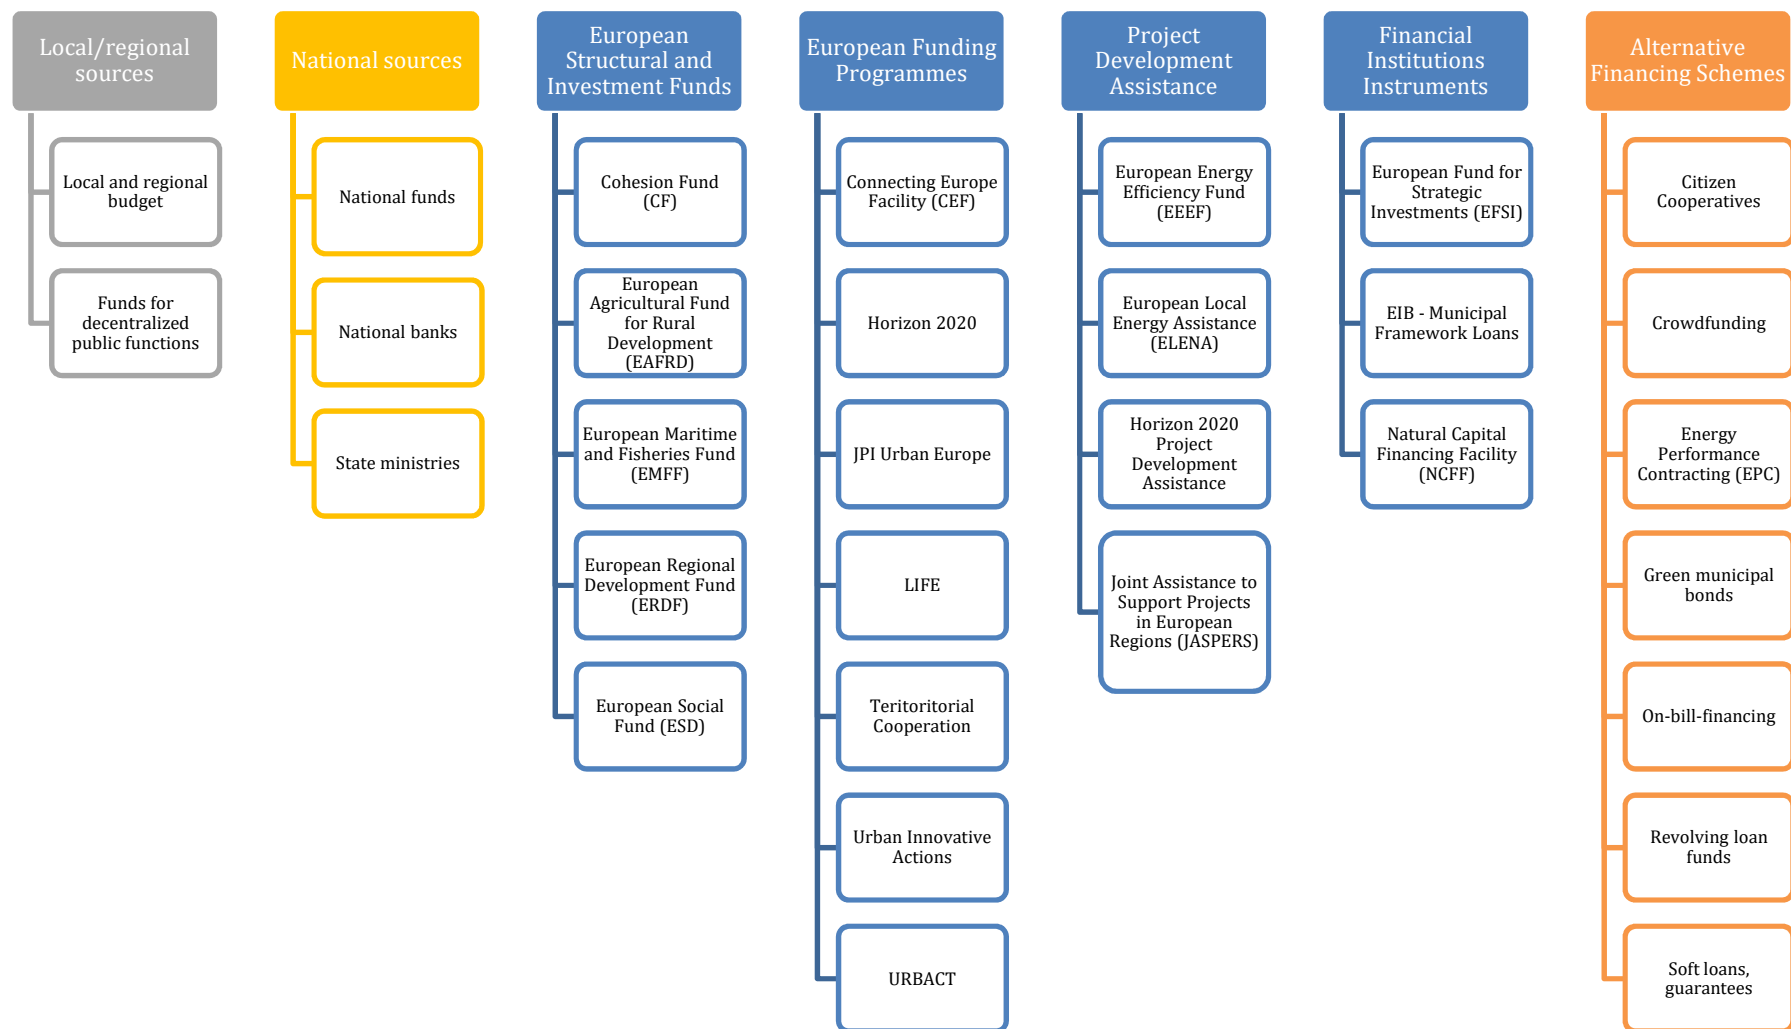 Local/regional
sources
Local and regional
budget
Funds for
decentralized
public functions
National sources
National funds
National banks
State ministries
European
Structural and
Investment Funds
Cohesion Fund
(CF)
European
Agricultural Fund
for Rural
Development
(EAFRD)
European Maritime
and Fisheries Fund
(EMFF)
European Regional
Development Fund
(ERDF)
European Social
Fund (ESD)
European Funding
Programmes
Connecting Europe
Facility (CEF)
Horizon 2020
JPI Urban Europe
LIFE
Teritoritorial
Cooperation
Urban Innovative
Actions
URBACT
Project
Development
Assistance
European Energy
Efficiency Fund
(EEEF)
European Local
Energy Assistance
(ELENA)
Horizon 2020
Project
Development
Assistance
Joint Assistance to
Support Projects
in European
Regions (JASPERS)
Financial
Institutions
Instruments
European Fund for
Strategic
Investments (EFSI)
EIB - Municipal
Framework Loans
Natural Capital
Financing Facility
(NCFF)
Alternative
Financing Schemes
Citizen
Cooperatives
Crowdfunding
Energy
Performance
Contracting (EPC)
Green municipal
bonds
On-bill-financing
Revolving loan
funds
Soft loans,
guarantees